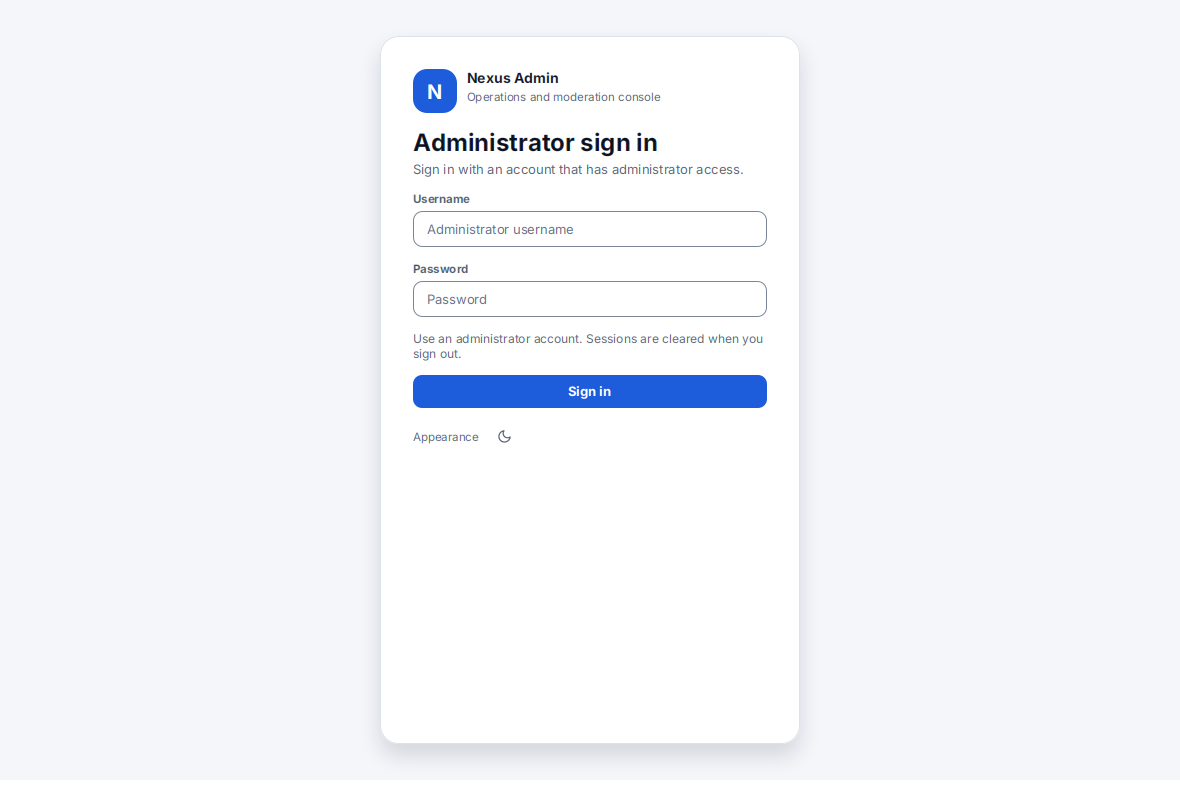 N
Nexus Admin
Operations and moderation console
Administrator sign in
Sign in with an account that has administrator access.
Username
Administrator username
Password
Password
Use an administrator account. Sessions are cleared when you
sign out.
Sign in
Appearance